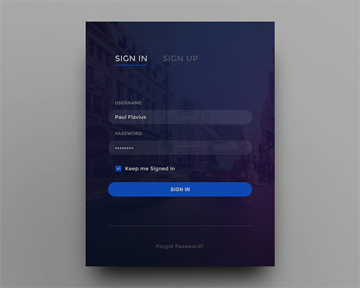 SIGN IN SIGN UP
USERNAME
Paul Flavius
PASSWORD
••••••••
Keep me Signed in
SIGN IN
Forgot Password?